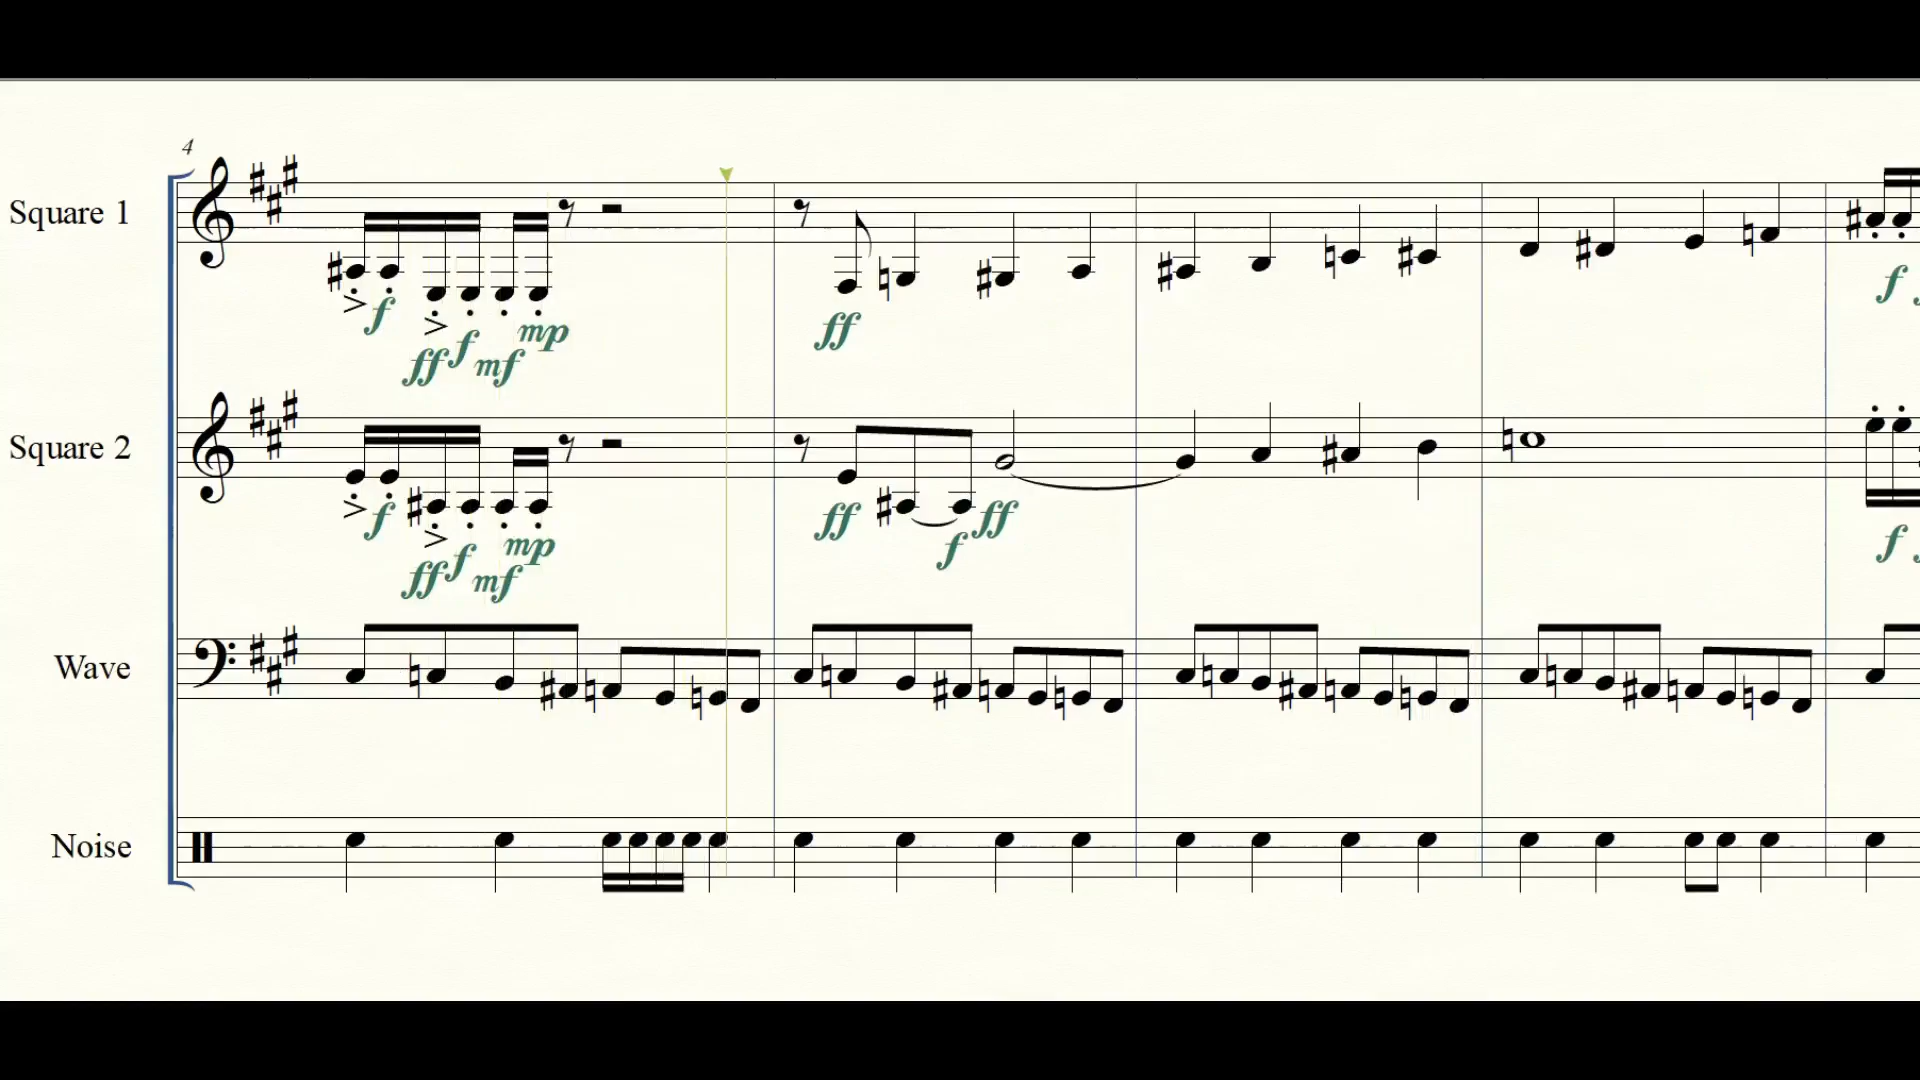 4
Square 1
f
ff f mf mp
ff
f
Square 2
f
ff f mf mp
ff f ff
f
Wave
Noise